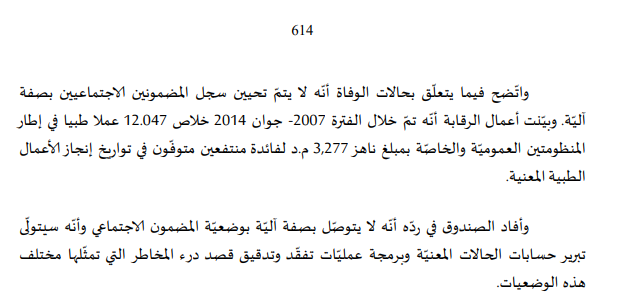 614
واتّضح فيما يتعلّق بحالات الوفاة أنّه لا يتمّ تحيين سجل المضمونين الاجتماعيين بصفة
آليّة. وبيّنت أعمال الرقابة أنّه تمّ خلال الفترة 2007- جوان 2014 خلاص 12.047 عملا طبيا في إطار
المنظومتين العموميّة والخاصّة بمبلغ ناهز 3,277 م.د لفائدة منتفعين متوفّون في تواريخ إنجاز الأعمال
الطبية المعنية.
وأفاد الصندوق في ردّه أنّه لا يتوصّل بصفة آليّة بوضعيّة المضمون الاجتماعي وأنّه سيتولّى
تبرير حسابات الحالات المعنيّة وبرمجة عمليّات تفقّد وتدقيق قصد درء المخاطر التي تمثّلها مختلف
هذه الوضعيات.